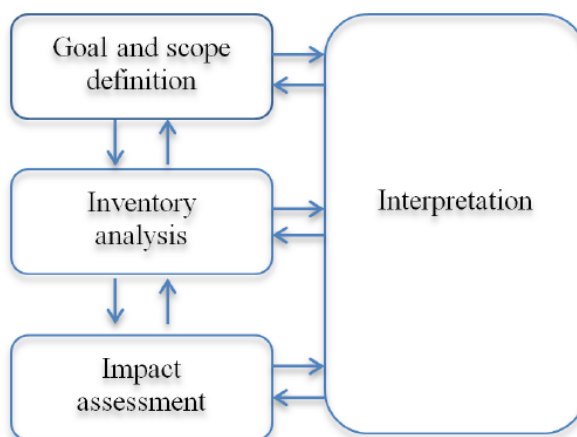 Goal and scope
definition
Inventory
analysis
Interpretation
Impact
assessment